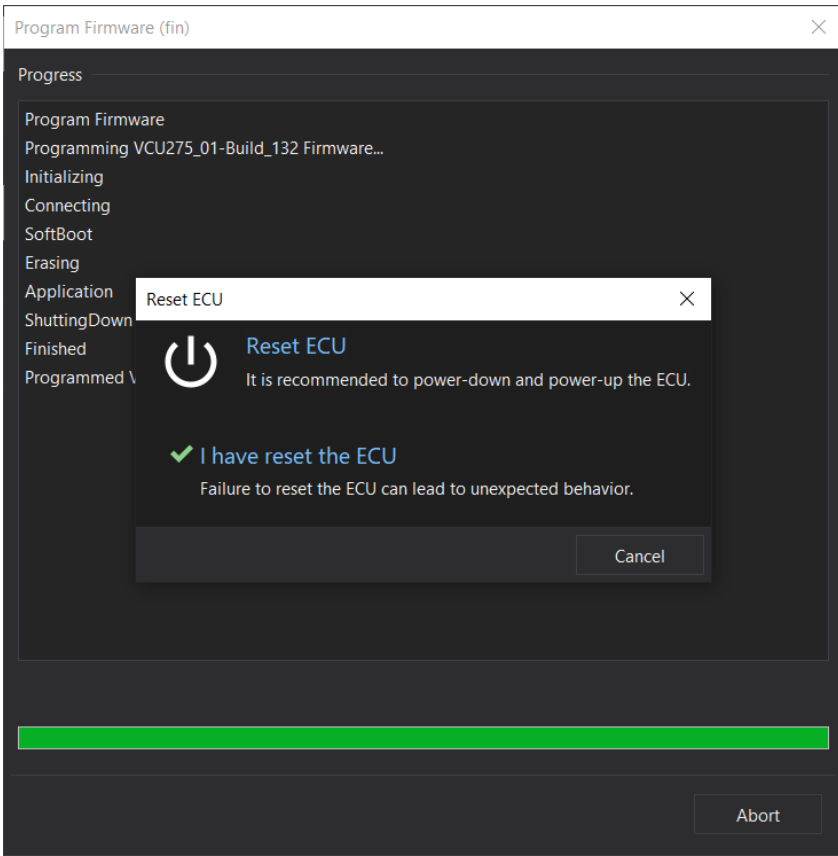 Program Firmware (fin)
Progress
Program Firmware
Programming VCU275_01-Build_132 Firmware...
Initializing
Connecting
SoftBoot
Erasing
Application
ShuttingDown
Finished
Programmed
Reset ECU
Reset ECU
It is recommended to power-down and power-up the ECU.
I have reset the ECU
Failure to reset the ECU can lead to unexpected behavior.
Cancel
Abort